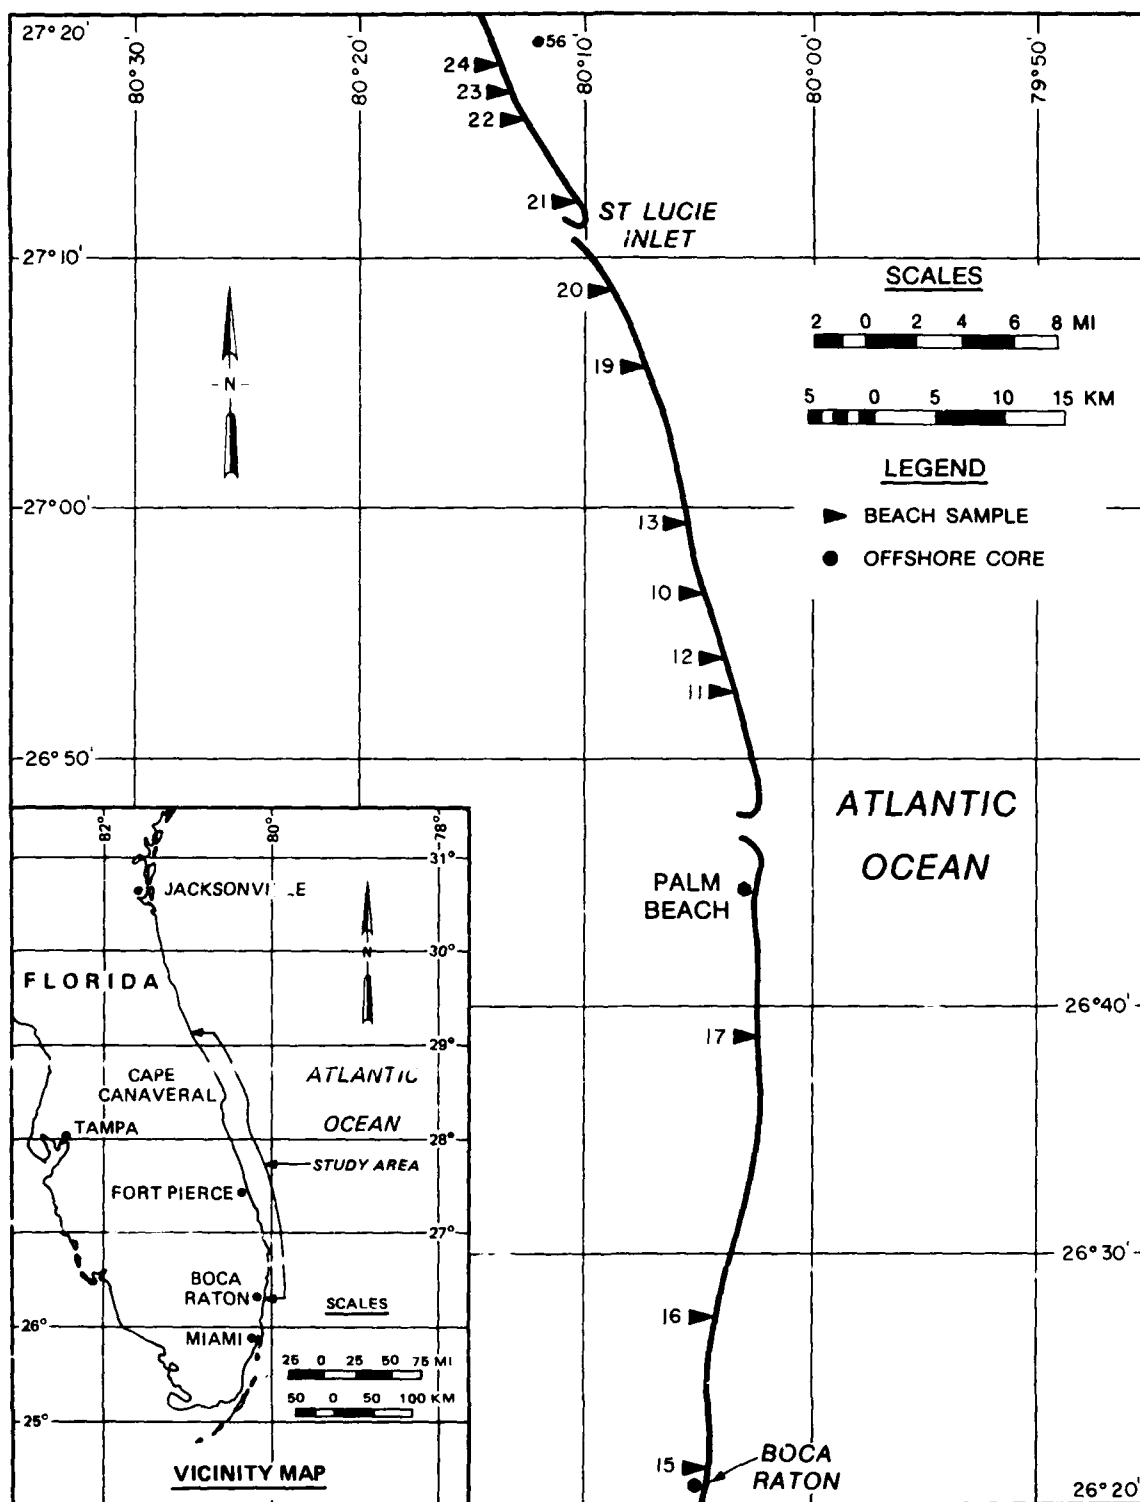 27°20'
80°30'
80°20'
80°10'
80°00'
79°50'
56
24
23
22
21
ST LUCIE
INLET
27°10'
20
SCALES
2 0 2 4 6 8 MI
19
5 0 5 10 15 KM
N
LEGEND
BEACH SAMPLE
OFFSHORE CORE
27°00'
13
10
12
11
26°50'
ATLANTIC
OCEAN
PALM
BEACH
26°40'
17
26°30'
16
15
BOCA
RATON
26°20'
82°
80°
78°
31°
JACKSONVILLE
N
30°
FLORIDA
29°
CAPE
CANAVERAL
ATLANTIC
OCEAN
TAMPA
28°
STUDY AREA
FORT PIERCE
27°
BOCA
RATON
SCALES
26°
MIAMI
25 0 25 50 75 MI
50 0 50 100 KM
25°
VICINITY MAP